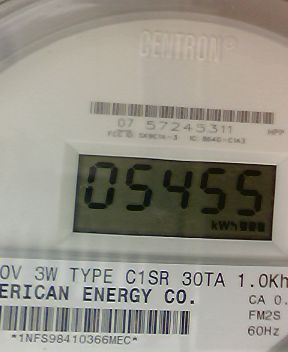 CENTRON®
07 57245311
HPP
05455
kWh
0V 3W TYPE C1SR 30TA 1.0Kh
ERICAN ENERGY CO.
CA 0.
FM2S
60Hz
*1NFS98410366MEC*